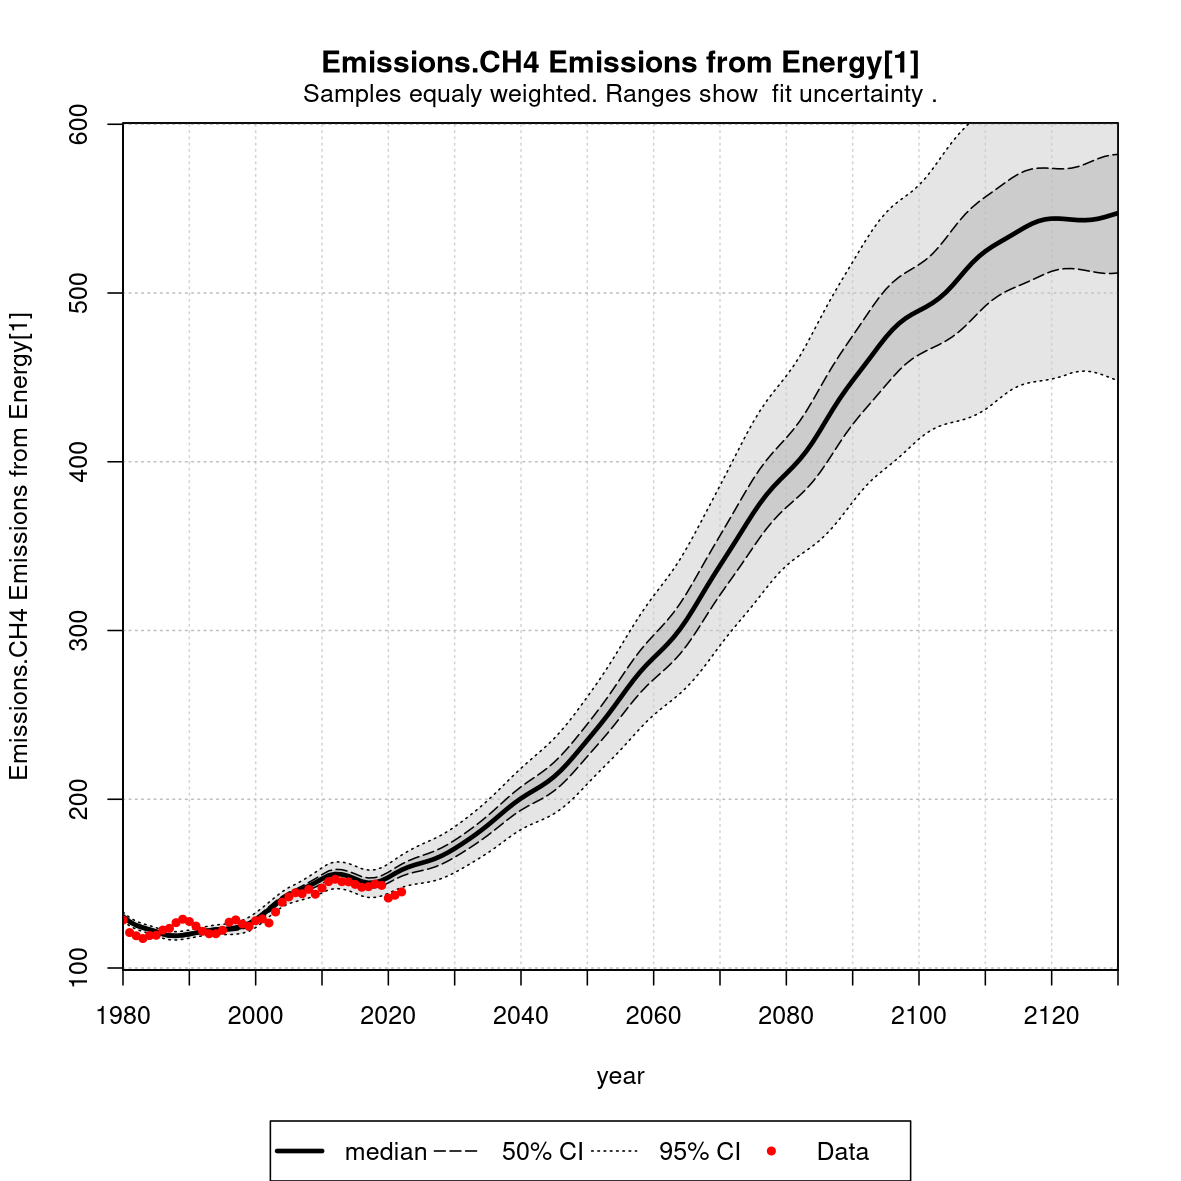 Emissions.CH4 Emissions from Energy[1]
Samples equaly weighted. Ranges show  fit uncertainty .
Emissions.CH4 Emissions from Energy[1]
600
500
400
300
200
100
1980 2000 2020 2040 2060 2080 2100 2120
year
median 50% CI 95% CI Data